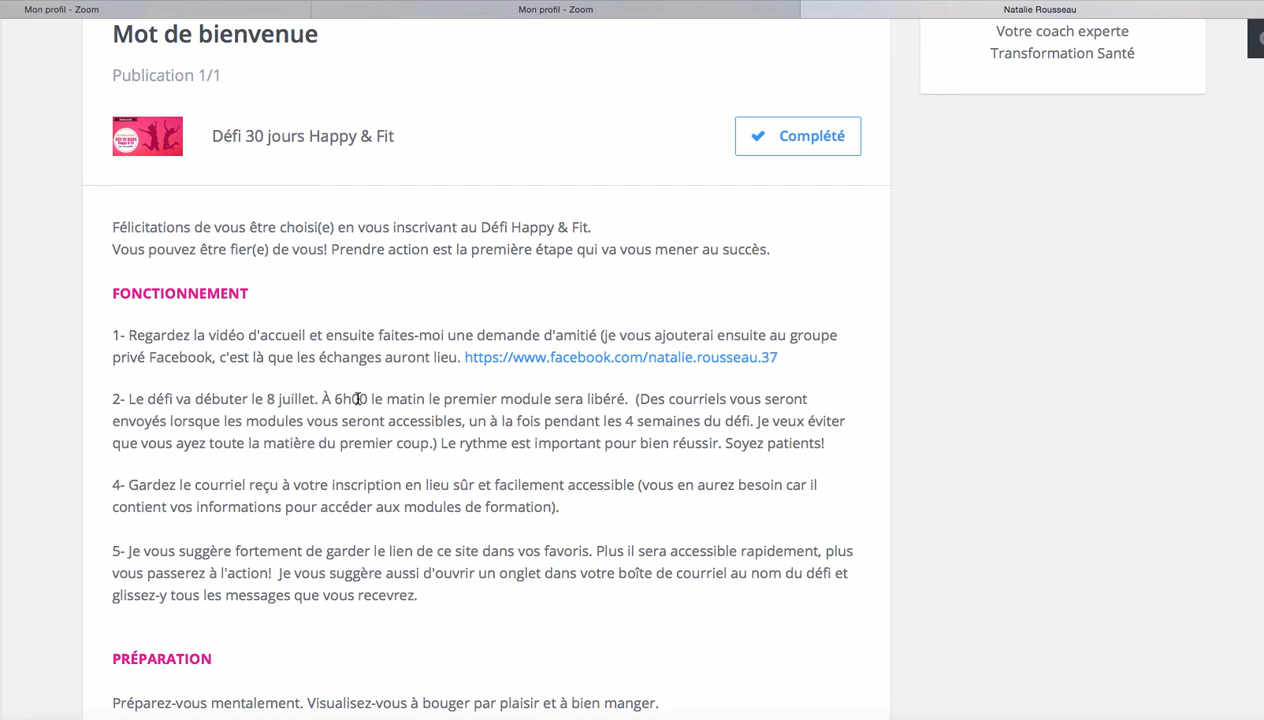 Mon profil - Zoom
Mon profil - Zoom
Natalie Rousseau
Mot de bienvenue
Publication 1/1
Défi 30 jours Happy & Fit
Complété
Votre coach experte
Transformation Santé
Félicitations de vous être choisi(e) en vous inscrivant au Défi Happy & Fit.
Vous pouvez être fier(e) de vous! Prendre action est la première étape qui va vous mener au succès.
FONCTIONNEMENT
1- Regardez la vidéo d'accueil et ensuite faites-moi une demande d'amitié (je vous ajouterai ensuite au groupe
privé Facebook, c'est là que les échanges auront lieu. https://www.facebook.com/natalie.rousseau.37
2- Le défi va débuter le 8 juillet. À 6h00 le matin le premier module sera libéré. (Des courriels vous seront
envoyés lorsque les modules vous seront accessibles, un à la fois pendant les 4 semaines du défi. Je veux éviter
que vous ayez toute la matière du premier coup.) Le rythme est important pour bien réussir. Soyez patients!
4- Gardez le courriel reçu à votre inscription en lieu sûr et facilement accessible (vous en aurez besoin car il
contient vos informations pour accéder aux modules de formation).
5- Je vous suggère fortement de garder le lien de ce site dans vos favoris. Plus il sera accessible rapidement, plus
vous passerez à l'action! Je vous suggère aussi d'ouvrir un onglet dans votre boîte de courriel au nom du défi et
glissez-y tous les messages que vous recevrez.
PRÉPARATION
Préparez-vous mentalement. Visualisez-vous à bouger par plaisir et à bien manger.